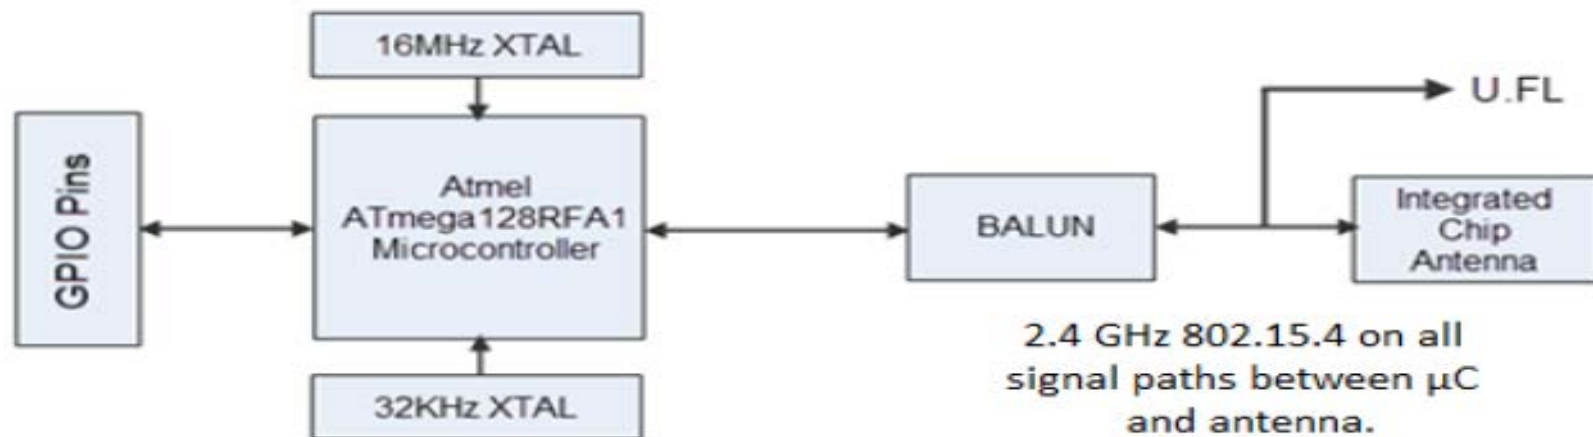 16MHz XTAL
GPIO Pins
Atmel
ATmega128RFA1
Microcontroller
32KHz XTAL
BALUN
U.FL
Integrated
Chip
Antenna
2.4 GHz 802.15.4 on all
signal paths between µC
and antenna.